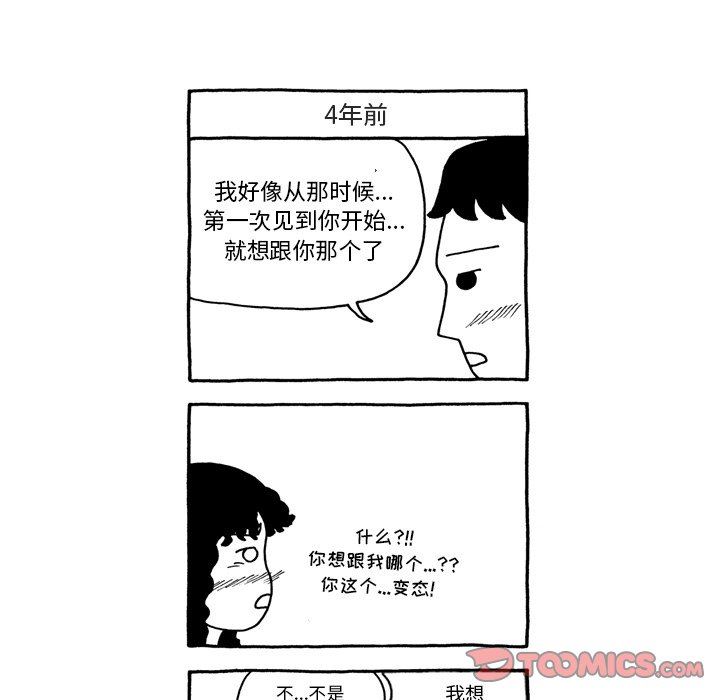 4年前
我好像从那时候...
第一次见到你开始...
就想跟你那个了
什么?!!
你想跟我哪个...??
你这个...变态!
TOOMICS.COM
不...不是
我想